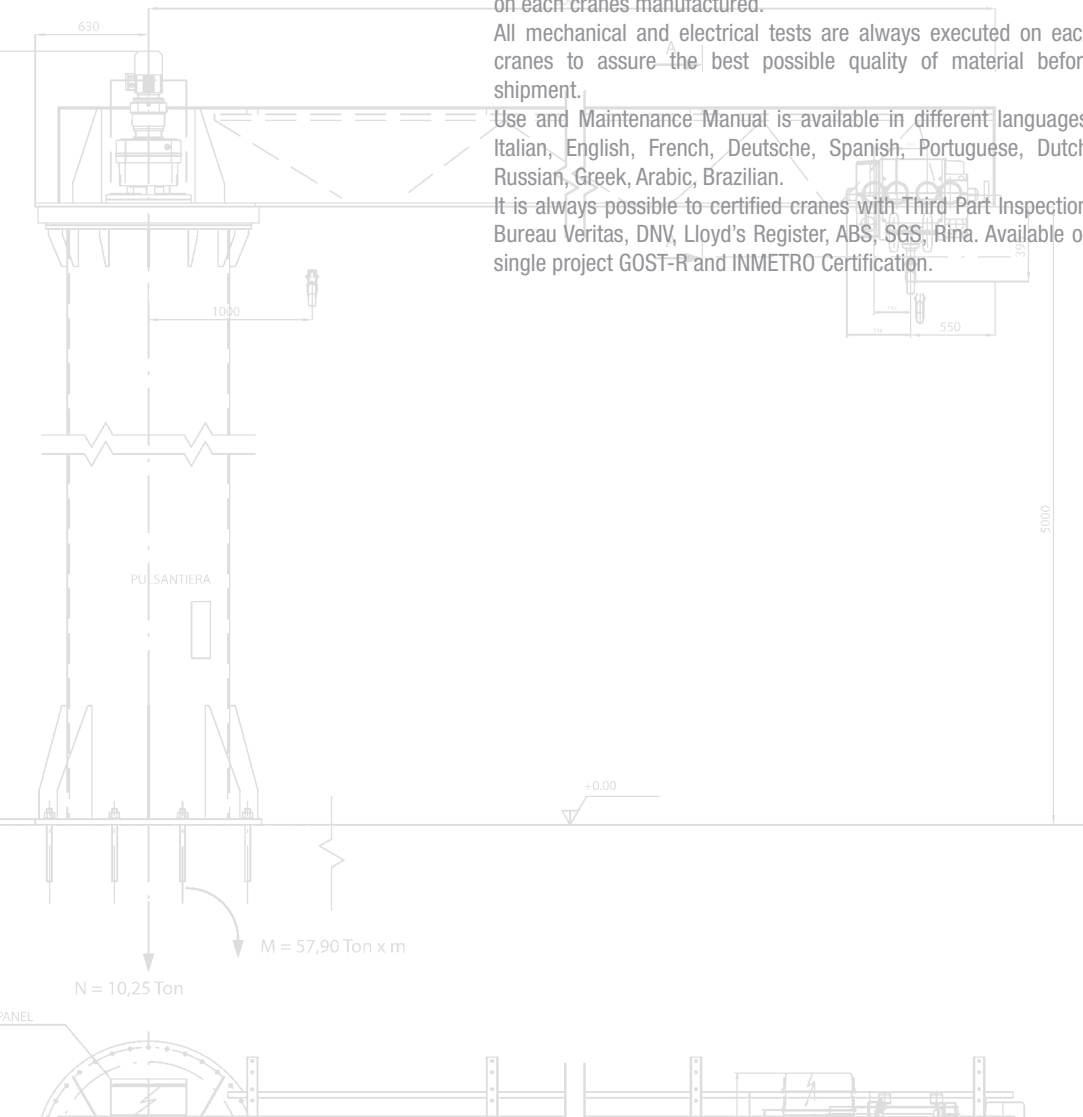 on each cranes manufactured.
All mechanical and electrical tests are always executed on eac
cranes to assure the best possible quality of material befor
shipment.
Use and Maintenance Manual is available in different languages
Italian, English, French, Deutsche, Spanish, Portuguese, Dutch
Russian, Greek, Arabic, Brazilian.
It is always possible to certified cranes with Third Part Inspection
Bureau Veritas, DNV, Lloyd's Register, ABS, SGS, Rina. Available o
single project GOST-R and INMETRO Certification.
630
A
1000
550
5000
PULSANTIERA
+0.00
M = 57,90 Ton x m
N = 10,25 Ton
PANEL